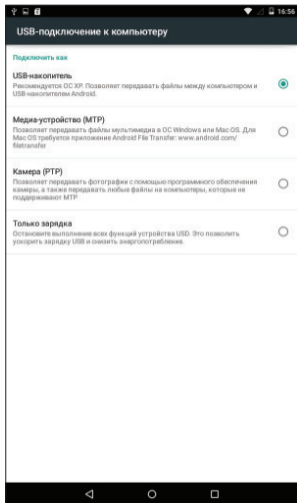 16:56
USB-подключение к компьютеру
Подключить как
USB-накопитель
Рекомендуется ОС XP. Позволяет передавать файлы между компьютером и
USB-накопителем Android.
Медиа-устройство (MTP)
Позволяет передавать файлы мультимедиа в ОС Windows или Mac OS. Для
Mac OS требуется приложение Android File Transfer: www.android.com/
filetransfer
Камера (PTP)
Позволяет передавать фотографии с помощью программного обеспечения
камеры, а также передавать любые файлы на компьютеры, которые не
поддерживают MTP
Только зарядка
Остановите выполнение всех функций устройства USD. Это позволить
ускорить зарядку USB и снизить энергопотребление.